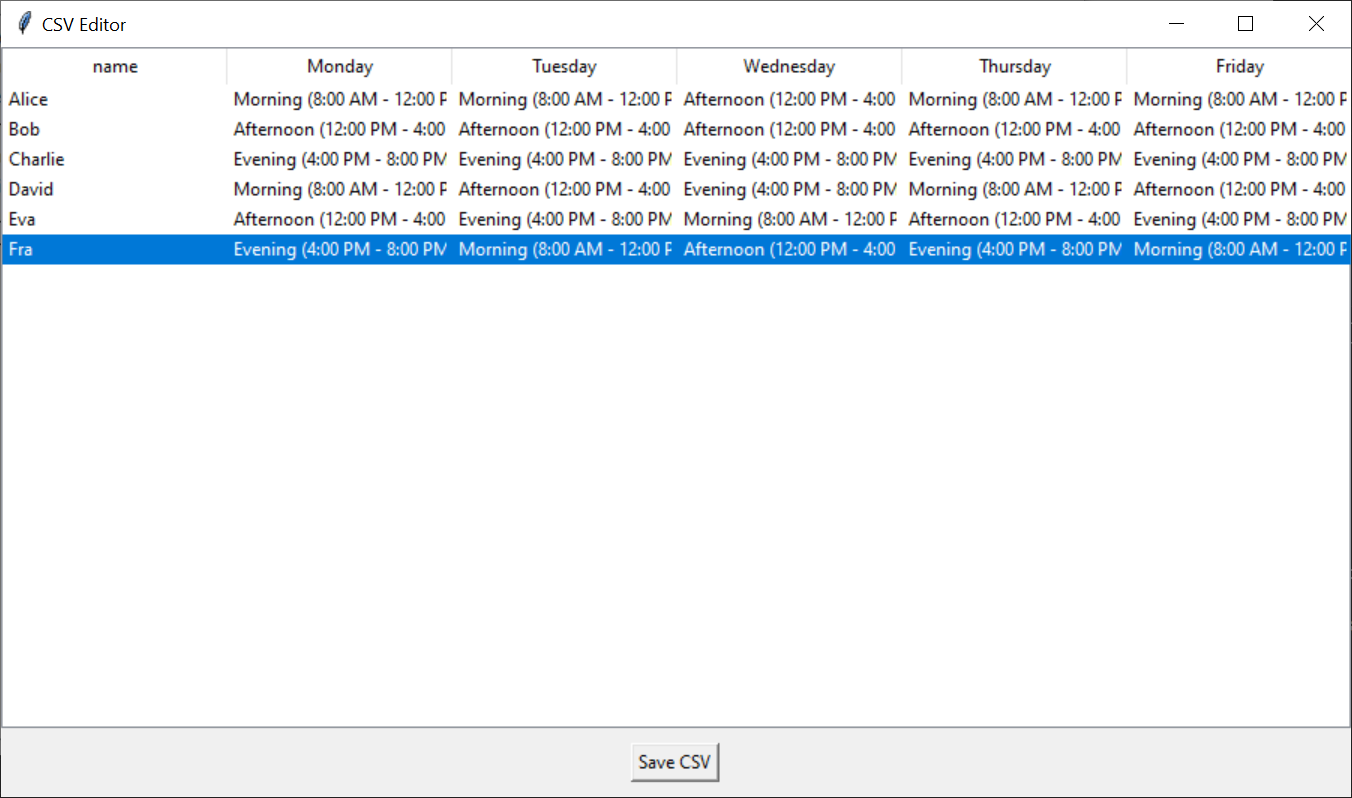 CSV Editor
name Monday Tuesday Wednesday Thursday Friday
Alice Morning (8:00 AM - 12:00 Morning (8:00 AM - 12:00 Afternoon (12:00 PM - 4:00 Morning (8:00 AM - 12:00 Morning (8:00 AM - 12:00
Bob Afternoon (12:00 PM - 4:00 Afternoon (12:00 PM - 4:00 Afternoon (12:00 PM - 4:00 Afternoon (12:00 PM - 4:00 Afternoon (12:00 PM - 4:00
Charlie Evening (4:00 PM - 8:00 PM Evening (4:00 PM - 8:00 PM Evening (4:00 PM - 8:00 PM Evening (4:00 PM - 8:00 PM Evening (4:00 PM - 8:00 PM
David Morning (8:00 AM - 12:00 Afternoon (12:00 PM - 4:00 Evening (4:00 PM - 8:00 PM Morning (8:00 AM - 12:00 Afternoon (12:00 PM - 4:00
Eva Afternoon (12:00 PM - 4:00 Evening (4:00 PM - 8:00 PM Morning (8:00 AM - 12:00 Afternoon (12:00 PM - 4:00 Evening (4:00 PM - 8:00 PM
Fra Evening (4:00 PM - 8:00 PM Morning (8:00 AM - 12:00 Afternoon (12:00 PM - 4:00 Evening (4:00 PM - 8:00 PM Morning (8:00 AM - 12:00
Save CSV